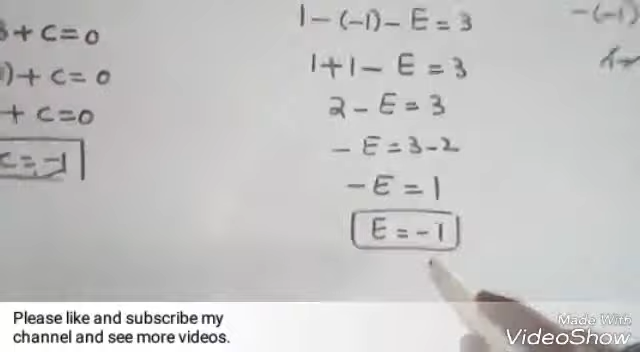 3 + c = 0
) + c = 0
+ c = 0
c = -1
1 - (-1) - E = 3
1 + 1 - E = 3
2 - E = 3
- E = 3 - 2
- E = 1
E = -1
- (-1)
Please like and subscribe my
channel and see more videos.
Made With
VideoShow